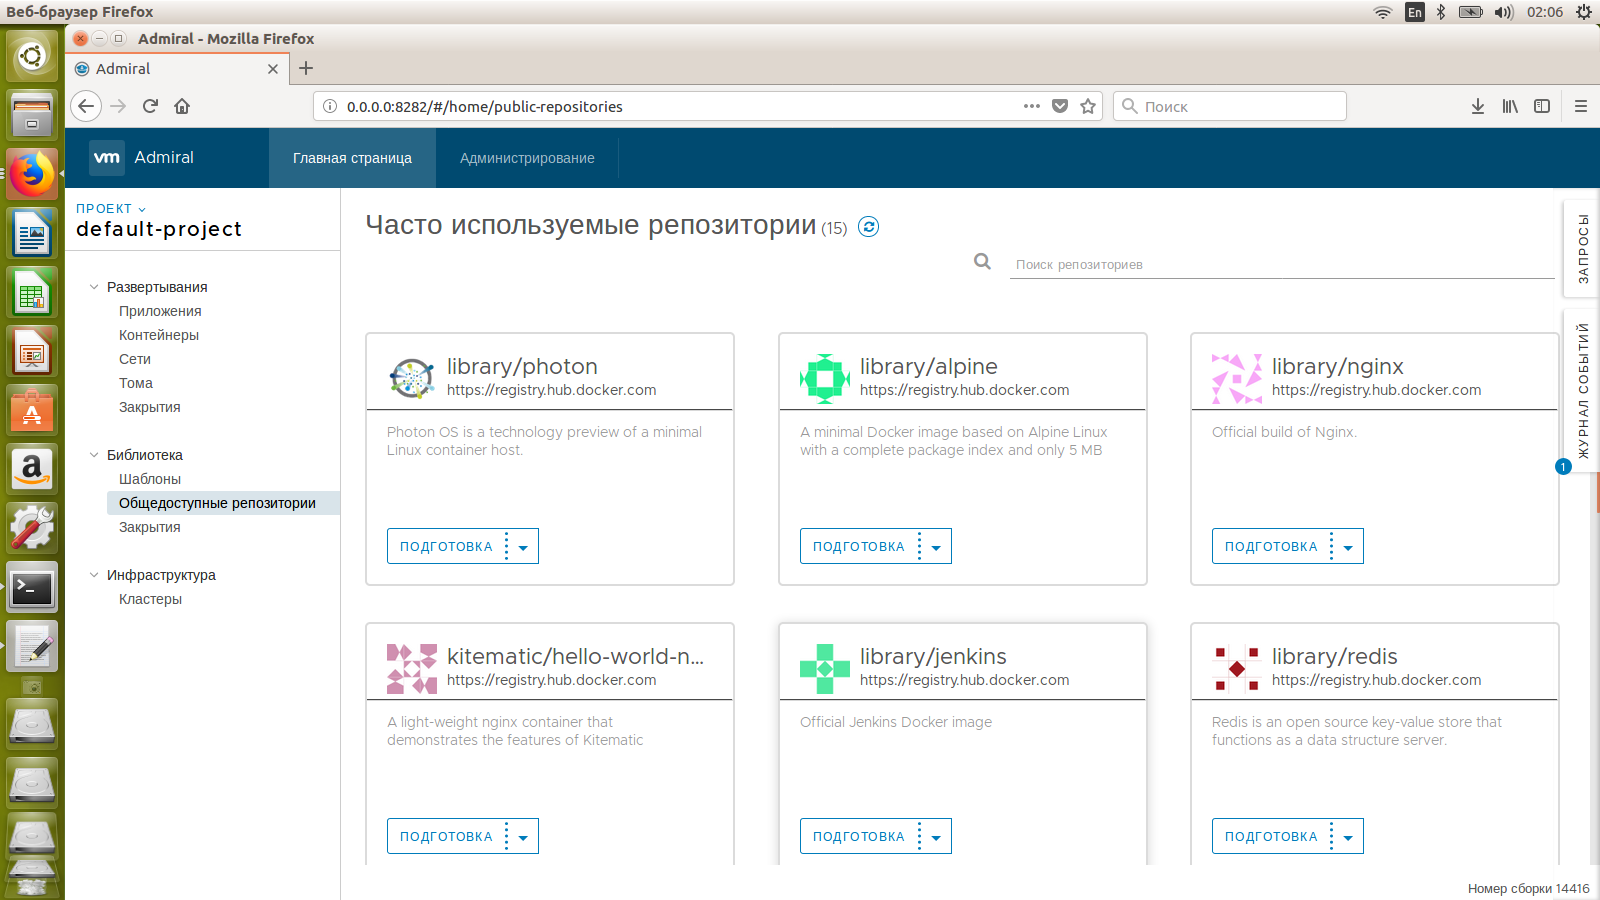 Веб-браузер Firefox
En
02:06
Admiral - Mozilla Firefox
Admiral
0.0.0.0:8282/#/home/public-repositories
Поиск
vm Admiral
Главная страница
Администрирование
ПРОЕКТ
default-project
Развертывания
Приложения
Контейнеры
Сети
Тома
Закрытия
Библиотека
Шаблоны
Общедоступные репозитории
Закрытия
Инфраструктура
Кластеры
Часто используемые репозитории (15)
Поиск репозиториев
ЗАПРОСЫ
ЖУРНАЛ СОБЫТИЙ
1
library/photon
https://registry.hub.docker.com
Photon OS is a technology preview of a minimal
Linux container host.
ПОДГОТОВКА
library/alpine
https://registry.hub.docker.com
A minimal Docker image based on Alpine Linux
with a complete package index and only 5 MB
ПОДГОТОВКА
library/nginx
https://registry.hub.docker.com
Official build of Nginx.
ПОДГОТОВКА
kitematic/hello-world-n...
https://registry.hub.docker.com
A light-weight nginx container that
demonstrates the features of Kitematic
ПОДГОТОВКА
library/jenkins
https://registry.hub.docker.com
Official Jenkins Docker image
ПОДГОТОВКА
library/redis
https://registry.hub.docker.com
Redis is an open source key-value store that
functions as a data structure server.
ПОДГОТОВКА
Номер сборки 14416